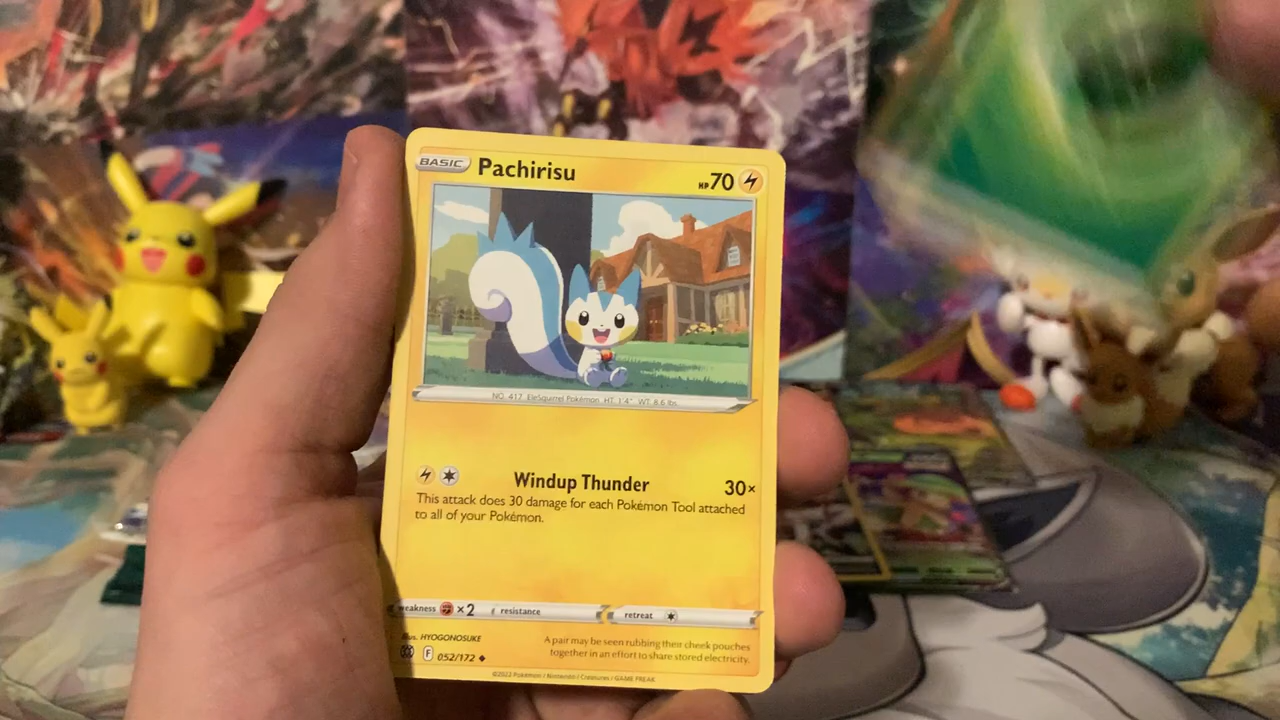 BASIC Pachirisu HP 70
NO. 417 EleSquirrel Pokémon HT 1'4" WT 8.6 lbs.
Windup Thunder 30×
This attack does 30 damage for each Pokémon Tool attached
to all of your Pokémon.
weakness ×2 resistance retreat
Illus. HYOGONOSUKE
A pair may be seen rubbing their cheek pouches
together in an effort to share stored electricity.
F 052/172
©2022 Pokémon / Nintendo / Creatures / GAME FREAK